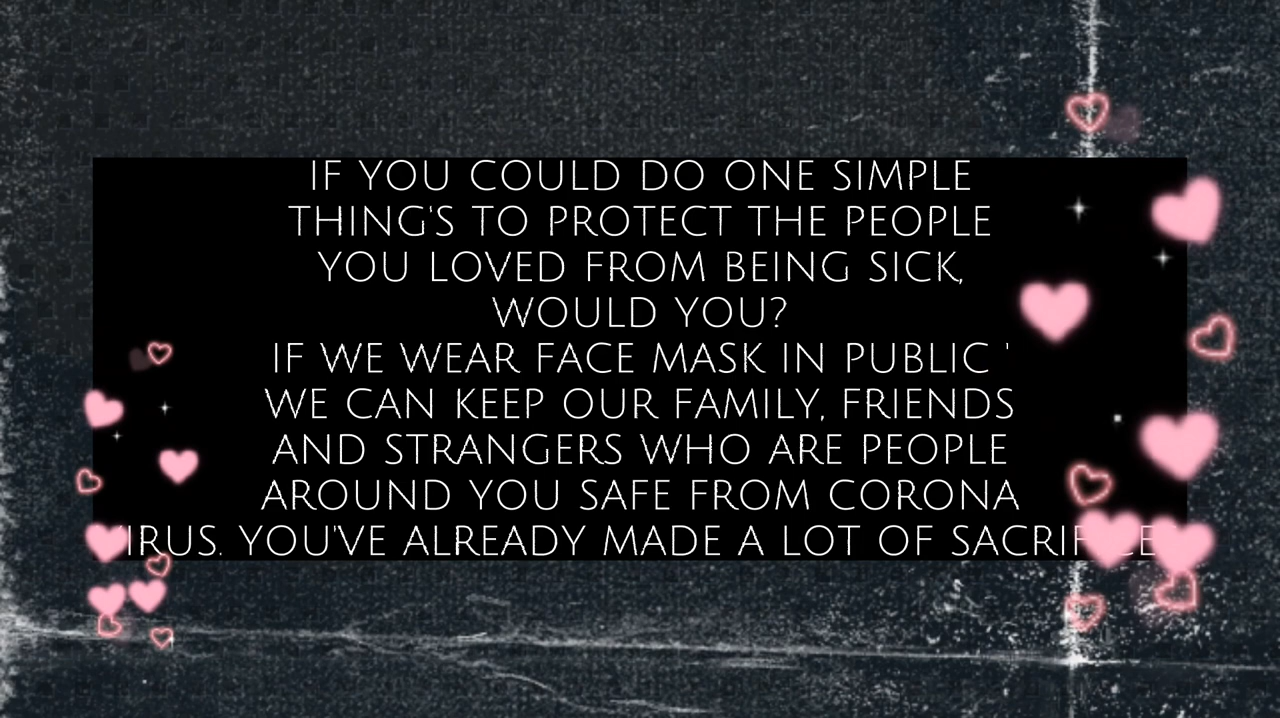 IF YOU COULD DO ONE SIMPLE
THING'S TO PROTECT THE PEOPLE
YOU LOVED FROM BEING SICK,
WOULD YOU?
IF WE WEAR FACE MASK IN PUBLIC '
WE CAN KEEP OUR FAMILY, FRIENDS
AND STRANGERS WHO ARE PEOPLE
AROUND YOU SAFE FROM CORONA
YOU'VE ALREADY MADE A LOT OF